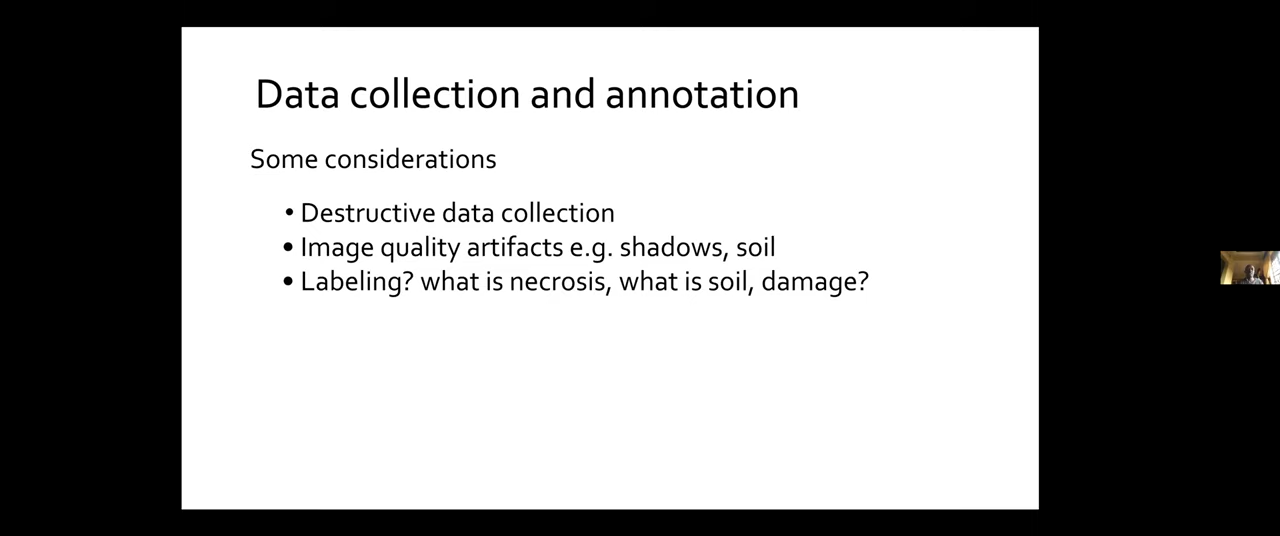 Data collection and annotation
Some considerations
• Destructive data collection
• Image quality artifacts e.g. shadows, soil
• Labeling? what is necrosis, what is soil, damage?